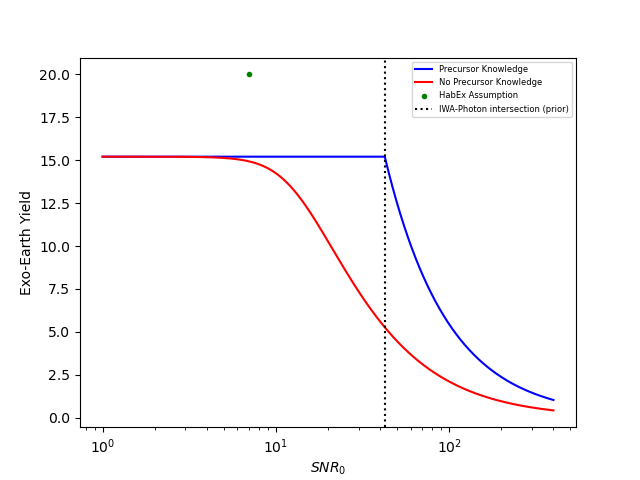 Precursor Knowledge
No Precursor Knowledge
HabEx Assumption
IWA-Photon intersection (prior)
Exo-Earth Yield
20.0
17.5
15.0
12.5
10.0
7.5
5.0
2.5
0.0
10⁰ 10¹ 10²
SNR₀